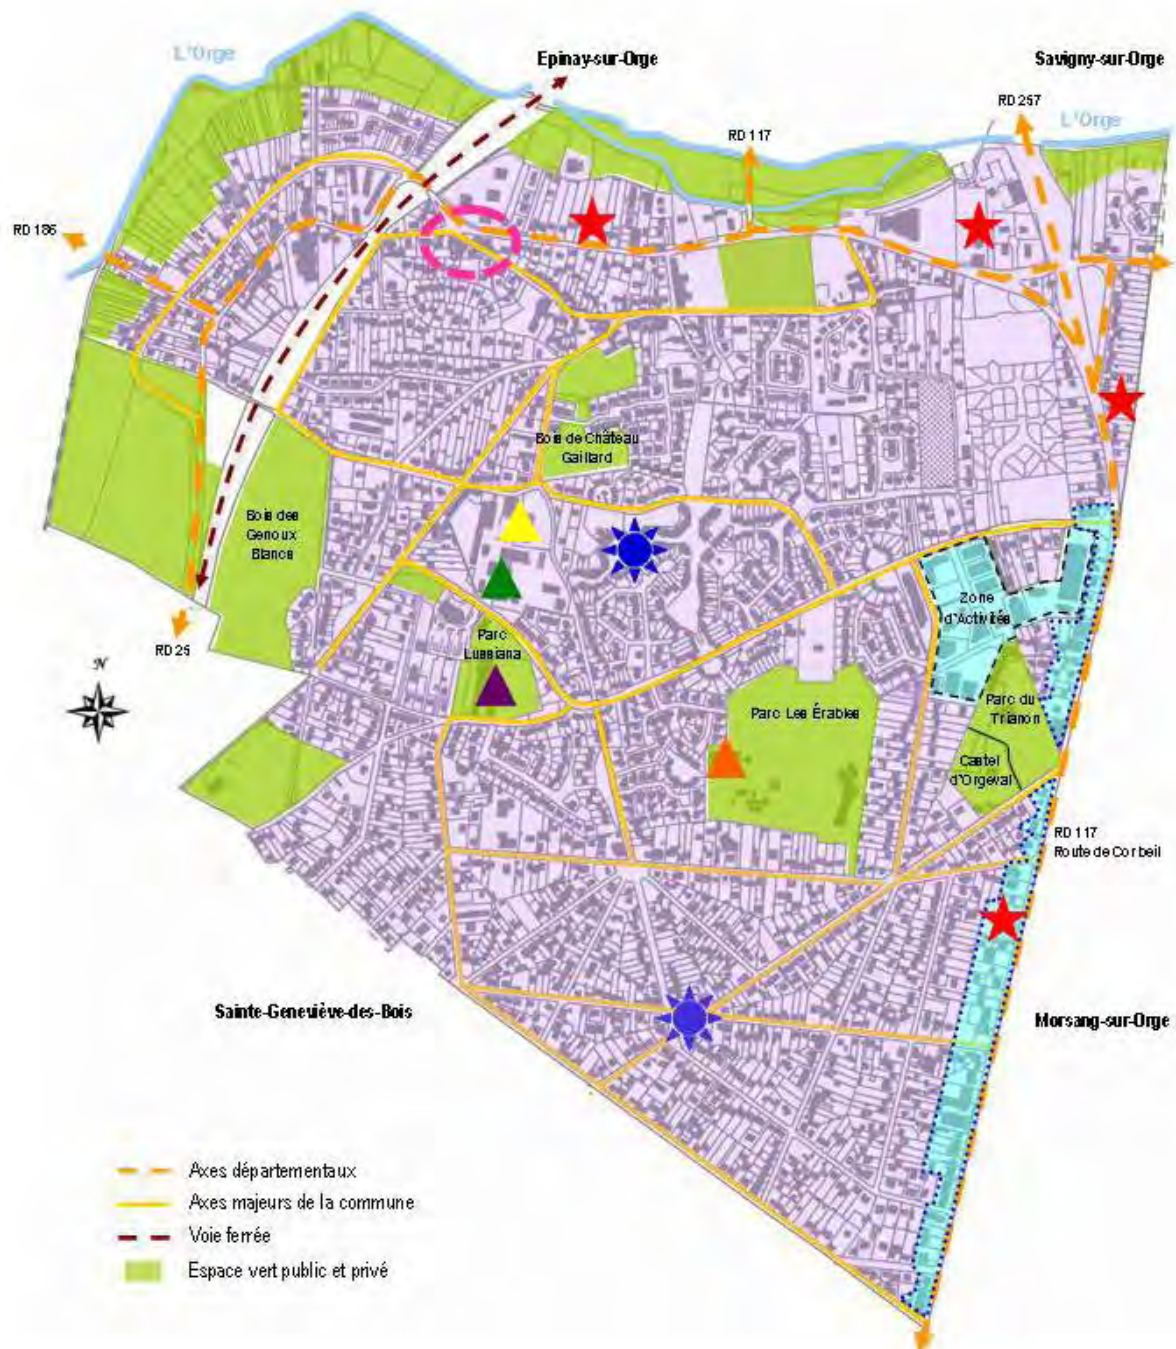 L'Orge
Epinay-sur-Orge
Savigny-sur-Orge
RD 257
L'Orge
RD 117
RD 186
Bois de Château
Gaillard
Bois des
Genoux
Blancs
Zone
d'Activités
Parc
Lussiana
RD 25
N
Parc du
Trianon
Parc Les Érables
Castel
d'Orgeval
RD 117
Route de Corbeil
Sainte-Geneviève-des-Bois
Morsang-sur-Orge
Axes départementaux
Axes majeurs de la commune
Voie ferrée
Espace vert public et privé